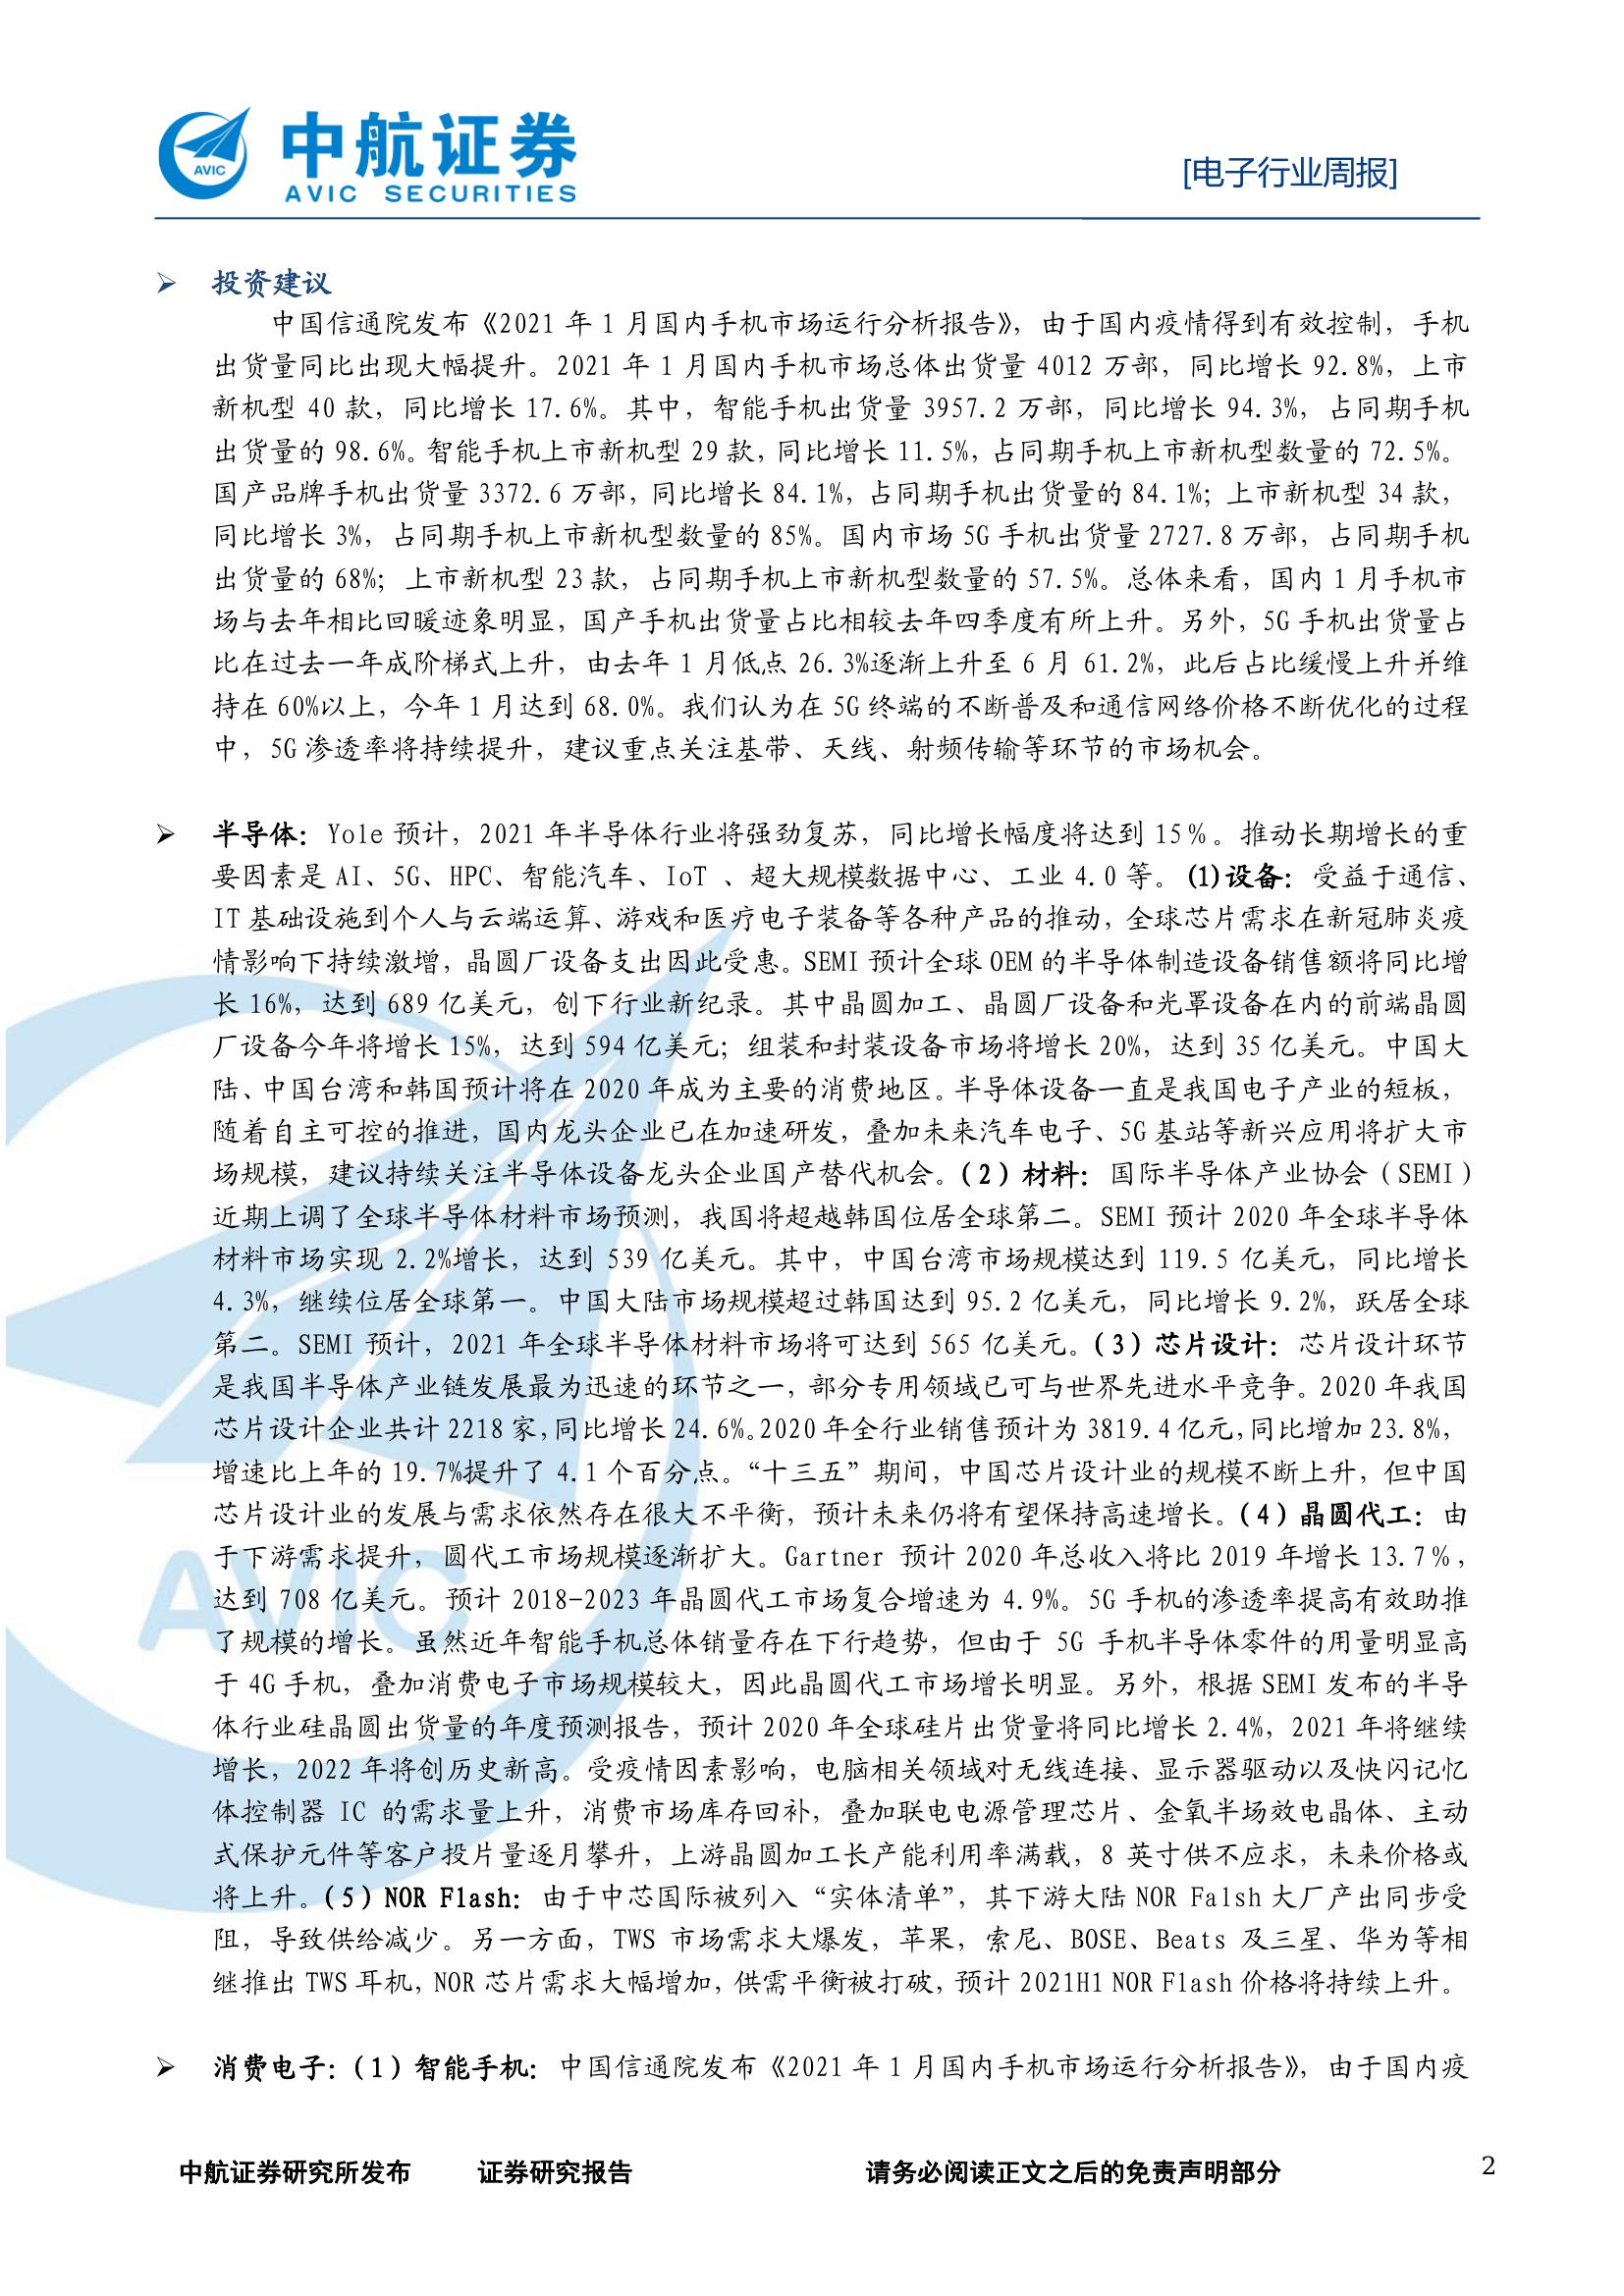 中航证券
AVIC SECURITIES
AVIC
[电子行业周报]
➢ 投资建议
中国信通院发布《2021 年 1 月国内手机市场运行分析报告》，由于国内疫情得到有效控制，手机
出货量同比出现大幅提升。2021 年 1 月国内手机市场总体出货量 4012 万部，同比增长 92.8%，上市
新机型 40 款，同比增长 17.6%。其中，智能手机出货量 3957.2 万部，同比增长 94.3%，占同期手机
出货量的 98.6%。智能手机上市新机型 29 款，同比增长 11.5%，占同期手机上市新机型数量的 72.5%。
国产品牌手机出货量 3372.6 万部，同比增长 84.1%，占同期手机出货量的 84.1%；上市新机型 34 款，
同比增长 3%，占同期手机上市新机型数量的 85%。国内市场 5G 手机出货量 2727.8 万部，占同期手机
出货量的 68%；上市新机型 23 款，占同期手机上市新机型数量的 57.5%。总体来看，国内 1 月手机市
场与去年相比回暖迹象明显，国产手机出货量占比相较去年四季度有所上升。另外，5G 手机出货量占
比在过去一年成阶梯式上升，由去年 1 月低点 26.3%逐渐上升至 6 月 61.2%，此后占比缓慢上升并维
持在 60%以上，今年 1 月达到 68.0%。我们认为在 5G 终端的不断普及和通信网络价格不断优化的过程
中，5G 渗透率将持续提升，建议重点关注基带、天线、射频传输等环节的市场机会。
➢ 半导体：Yole 预计，2021 年半导体行业将强劲复苏，同比增长幅度将达到 15％。推动长期增长的重
要因素是 AI、5G、HPC、智能汽车、IoT 、超大规模数据中心、工业 4.0 等。(1)设备：受益于通信、
IT 基础设施到个人与云端运算、游戏和医疗电子装备等各种产品的推动，全球芯片需求在新冠肺炎疫
情影响下持续激增，晶圆厂设备支出因此受惠。SEMI 预计全球 OEM 的半导体制造设备销售额将同比增
长 16%，达到 689 亿美元，创下行业新纪录。其中晶圆加工、晶圆厂设备和光罩设备在内的前端晶圆
厂设备今年将增长 15%，达到 594 亿美元；组装和封装设备市场将增长 20%，达到 35 亿美元。中国大
陆、中国台湾和韩国预计将在 2020 年成为主要的消费地区。半导体设备一直是我国电子产业的短板，
随着自主可控的推进，国内龙头企业已在加速研发，叠加未来汽车电子、5G 基站等新兴应用将扩大市
场规模，建议持续关注半导体设备龙头企业国产替代机会。（2）材料：国际半导体产业协会（SEMI）
近期上调了全球半导体材料市场预测，我国将超越韩国位居全球第二。SEMI 预计 2020 年全球半导体
材料市场实现 2.2%增长，达到 539 亿美元。其中，中国台湾市场规模达到 119.5 亿美元，同比增长
4.3%，继续位居全球第一。中国大陆市场规模超过韩国达到 95.2 亿美元，同比增长 9.2%，跃居全球
第二。SEMI 预计，2021 年全球半导体材料市场将可达到 565 亿美元。（3）芯片设计：芯片设计环节
是我国半导体产业链发展最为迅速的环节之一，部分专用领域已可与世界先进水平竞争。2020 年我国
芯片设计企业共计 2218 家，同比增长 24.6%。2020 年全行业销售预计为 3819.4 亿元，同比增加 23.8%，
增速比上年的 19.7%提升了 4.1 个百分点。“十三五”期间，中国芯片设计业的规模不断上升，但中国
芯片设计业的发展与需求依然存在很大不平衡，预计未来仍将有望保持高速增长。（4）晶圆代工：由
于下游需求提升，圆代工市场规模逐渐扩大。Gartner 预计 2020 年总收入将比 2019 年增长 13.7％，
达到 708 亿美元。预计 2018-2023 年晶圆代工市场复合增速为 4.9%。5G 手机的渗透率提高有效助推
了规模的增长。虽然近年智能手机总体销量存在下行趋势，但由于 5G 手机半导体零件的用量明显高
于 4G 手机，叠加消费电子市场规模较大，因此晶圆代工市场增长明显。另外，根据 SEMI 发布的半导
体行业硅晶圆出货量的年度预测报告，预计 2020 年全球硅片出货量将同比增长 2.4%，2021 年将继续
增长，2022 年将创历史新高。受疫情因素影响，电脑相关领域对无线连接、显示器驱动以及快闪记忆
体控制器 IC 的需求量上升，消费市场库存回补，叠加联电电源管理芯片、金氧半场效电晶体、主动
式保护元件等客户投片量逐月攀升，上游晶圆加工长产能利用率满载，8 英寸供不应求，未来价格或
将上升。（5）NOR Flash：由于中芯国际被列入“实体清单”，其下游大陆 NOR Falsh 大厂产出同步受
阻，导致供给减少。另一方面，TWS 市场需求大爆发，苹果，索尼、BOSE、Beats 及三星、华为等相
继推出 TWS 耳机，NOR 芯片需求大幅增加，供需平衡被打破，预计 2021H1 NOR Flash 价格将持续上升。
➢ 消费电子：（1）智能手机：中国信通院发布《2021 年 1 月国内手机市场运行分析报告》，由于国内疫
AVIC
中航证券研究所发布 证券研究报告 请务必阅读正文之后的免责声明部分 2